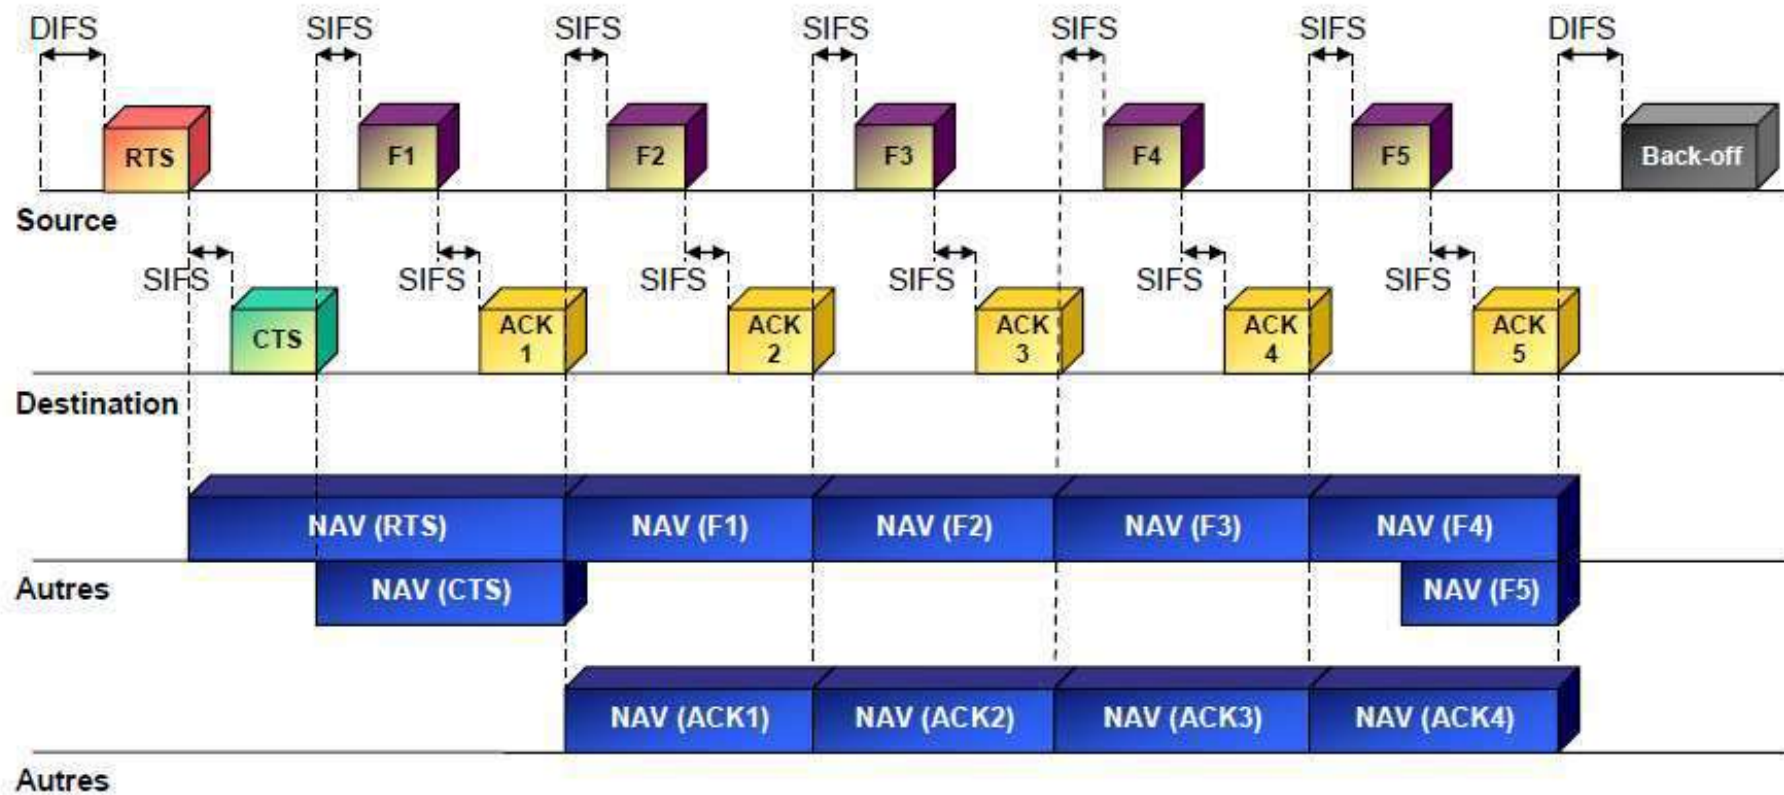 DIFS SIFS SIFS SIFS SIFS SIFS DIFS
RTS F1 F2 F3 F4 F5 Back-off
Source
SIFS SIFS SIFS SIFS SIFS SIFS
CTS ACK 1 ACK 2 ACK 3 ACK 4 ACK 5
Destination
NAV (RTS) NAV (F1) NAV (F2) NAV (F3) NAV (F4)
Autres NAV (CTS) NAV (F5)
NAV (ACK1) NAV (ACK2) NAV (ACK3) NAV (ACK4)
Autres